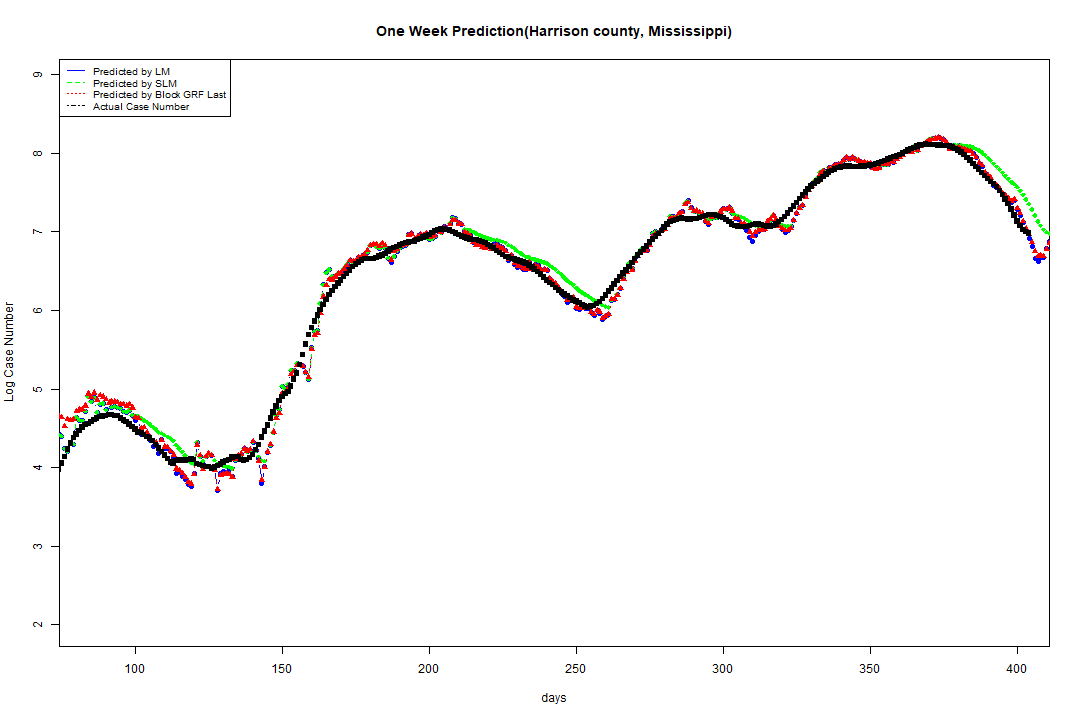 One Week Prediction(Harrison county, Mississippi)
Predicted by LM
Predicted by SLM
Predicted by Block GRF Last
Actual Case Number
9
8
7
6
5
4
3
2
Log Case Number
100 150 200 250 300 350 400
days